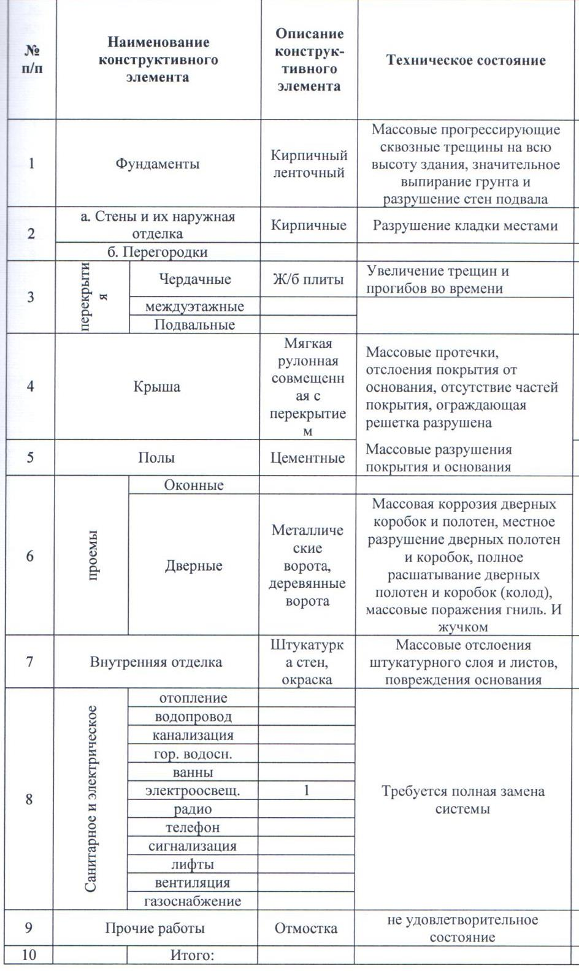 №
п/п
Наименование
конструктивного
элемента
Описание
конструк-
тивного
элемента
Техническое состояние
1
Фундаменты
Кирпичный
ленточный
Массовые прогрессирующие
сквозные трещины на всю
высоту здания, значительное
выпирание грунта и
разрушение стен подвала
2
а. Стены и их наружная
отделка
Кирпичные
Разрушение кладки местами
б. Перегородки
3
перекрыти
я
Чердачные
Ж/б плиты
Увеличение трещин и
прогибов во времени
междуэтажные
Подвальные
4
Крыша
Мягкая
рулонная
совмещенн
ая с
перекрытие
м
Массовые протечки,
отслоения покрытия от
основания, отсутствие частей
покрытия, ограждающая
решетка разрушена
5
Полы
Цементные
Массовые разрушения
покрытия и основания
6
проемы
Оконные
Дверные
Металличе
ские
ворота,
деревянные
ворота
Массовая коррозия дверных
коробок и полотен, местное
разрушение дверных полотен
и коробок, полное
расшатывание дверных
полотен и коробок (колод),
массовые поражения гниль. И
жучком
7
Внутренняя отделка
Штукатурк
а стен,
окраска
Массовые отслоения
штукатурного слоя и листов,
повреждения основания
8
Санитарное и электрическое
отопление
водопровод
канализация
гор. водосн.
ванны
электроосвещ.
1
радио
телефон
сигнализация
лифты
вентиляция
газоснабжение
Требуется полная замена
системы
9
Прочие работы
Отмостка
не удовлетворительное
состояние
10
Итого: